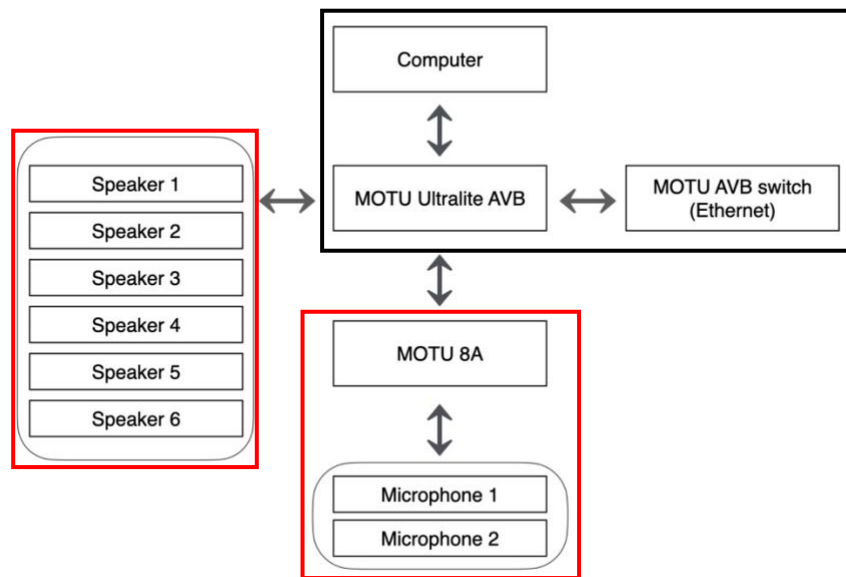 Computer
MOTU Ultralite AVB
MOTU AVB switch
(Ethernet)
Speaker 1
Speaker 2
Speaker 3
Speaker 4
Speaker 5
Speaker 6
MOTU 8A
Microphone 1
Microphone 2